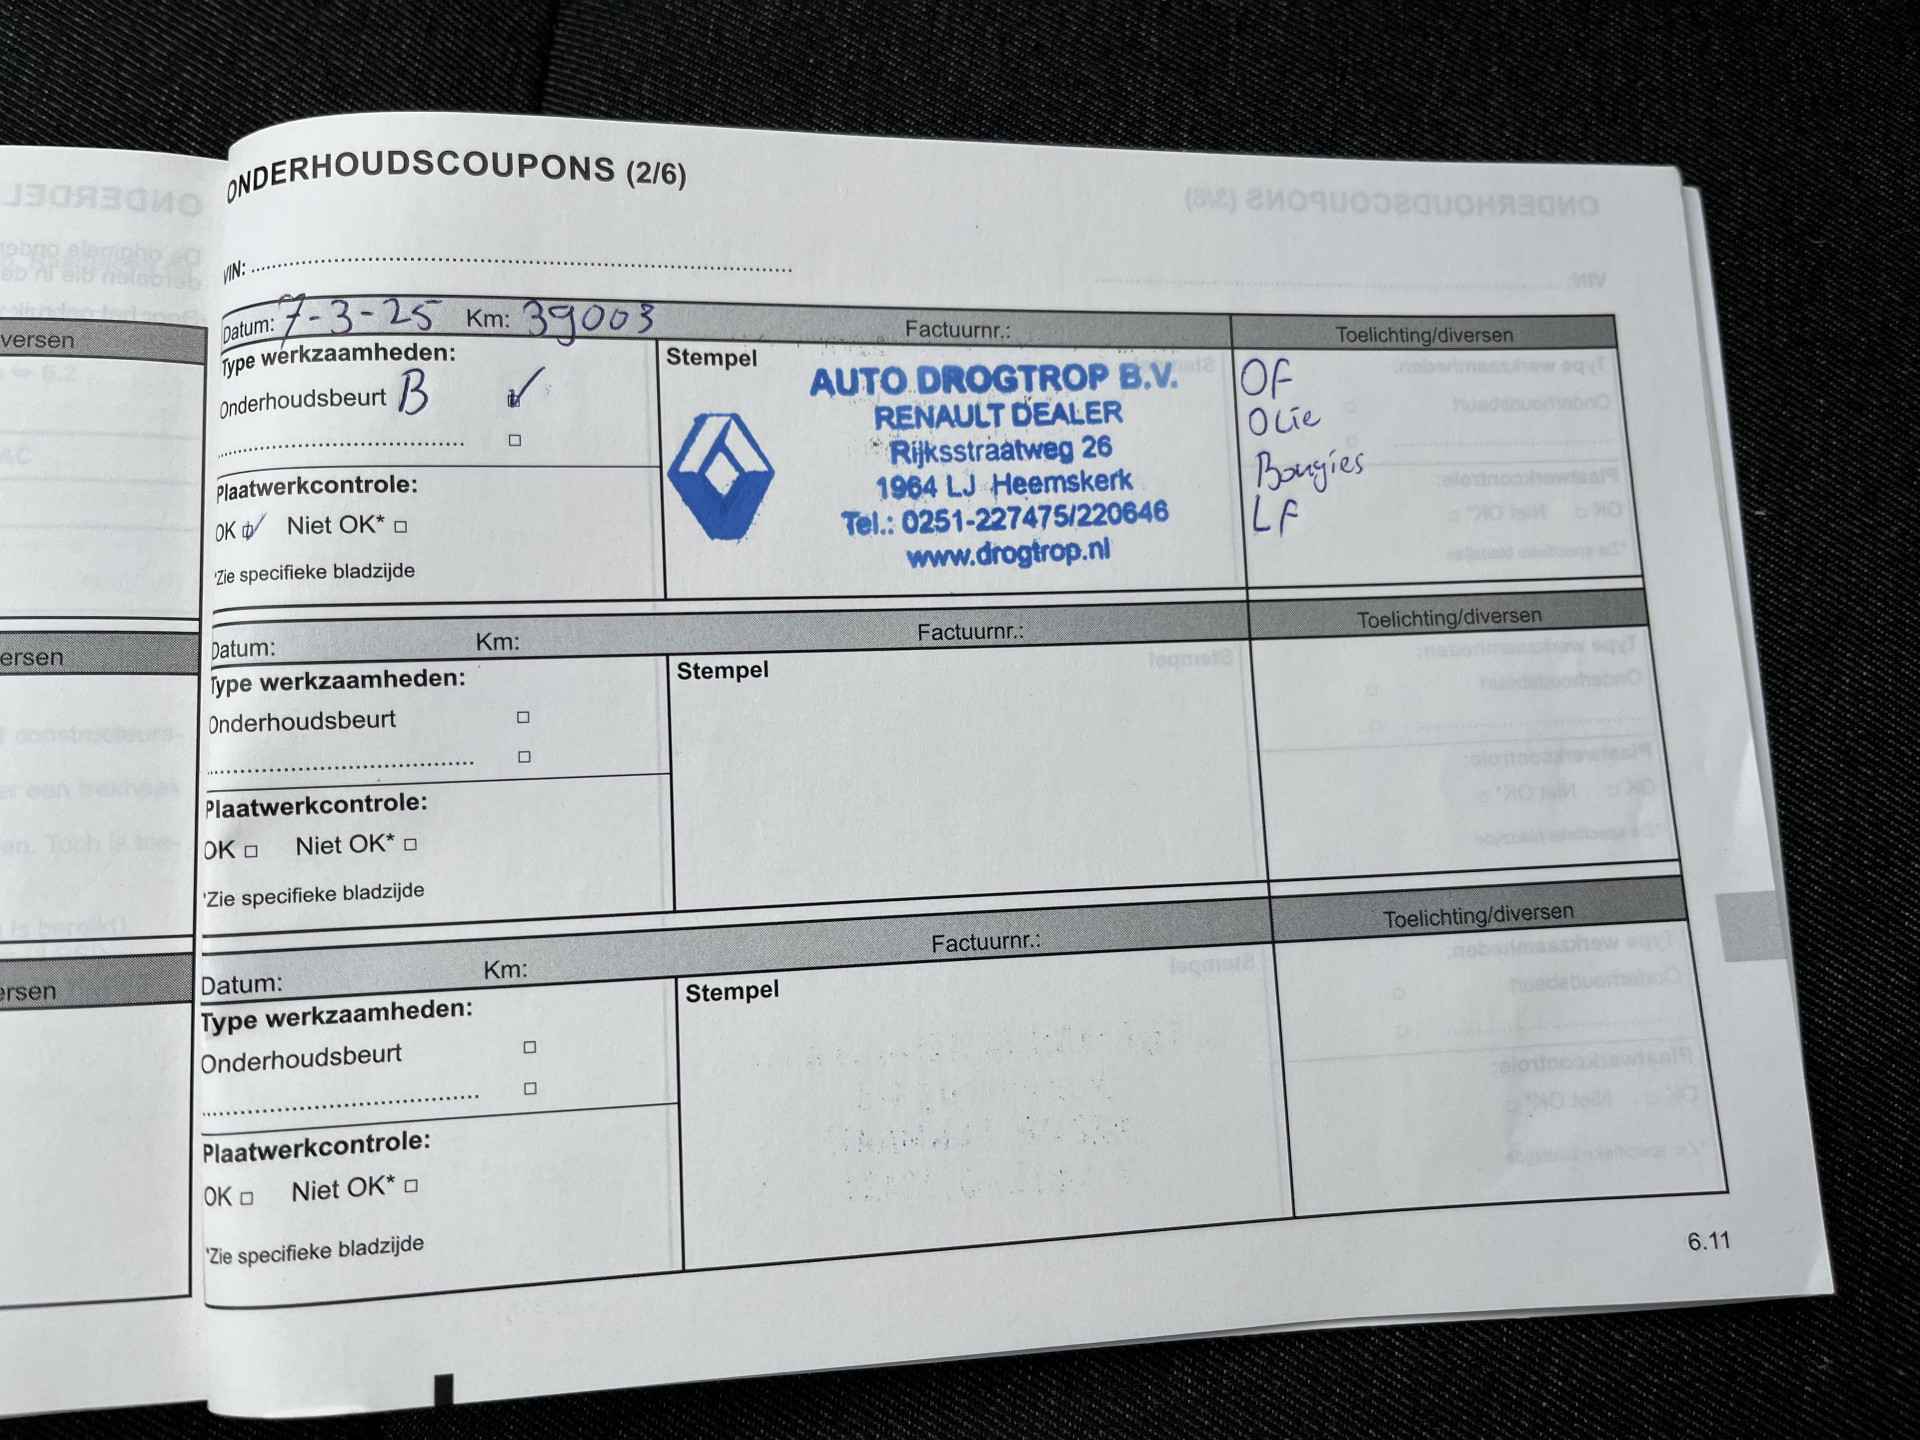 ONDERHOUDSCOUPONS (2/6)
VIN:
Datum: 7-3-25 Km: 39003 Factuurnr.: Toelichting/diversen
Type werkzaamheden:
Onderhoudsbeurt B
Plaatwerkcontrole:
OK Niet OK*
*Zie specifieke bladzijde
Stempel
AUTO DROGTROP B.V.
RENAULT DEALER
Rijksstraatweg 26
1964 LJ Heemskerk
Tel.: 0251-227475/220646
www.drogtrop.nl
OF
Olie
Bougies
LF
Datum: Km: Factuurnr.: Toelichting/diversen
Type werkzaamheden:
Onderhoudsbeurt
Plaatwerkcontrole:
OK Niet OK*
*Zie specifieke bladzijde
Stempel
Datum: Km: Factuurnr.: Toelichting/diversen
Type werkzaamheden:
Onderhoudsbeurt
Plaatwerkcontrole:
OK Niet OK*
*Zie specifieke bladzijde
Stempel
6.11
versen
ersen
ersen